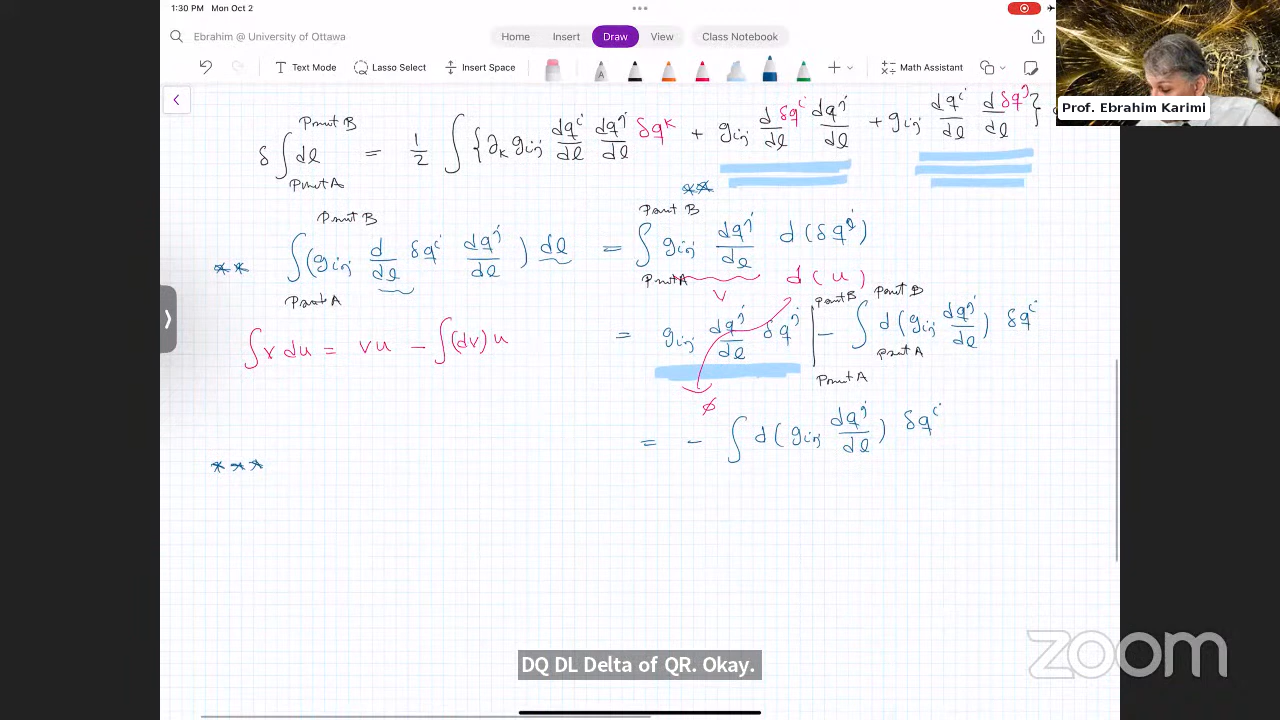 1:30 PM Mon Oct 2
Ebrahim @ University of Ottawa Home Insert Draw View Class Notebook
Text Mode Lasso Select Insert Space Math Assistant
Prof. Ebrahim Karimi
δ ∫ dl = 1/2 ∫ { ∂k gij dq^i/dl dq^j/dl δq^k + gij d/dl δq^i dq^j/dl + gij dq^i/dl d/dl δq^j }
Point B
Point A
**
** ∫ (gij d/dl δq^i dq^j/dl) dl = ∫ gij dq^j/dl d(δq^i)
Point B Point B
Point A Point A
v d(u)
∫ v du = vu - ∫(dv)u
= gij dq^j/dl δq^j | - ∫ d(gij dq^j/dl) δq^i
Point B Point B
Point A Point A
ø
= - ∫ d(gij dq^j/dl) δq^i
***
DQ DL Delta of QR. Okay.
zoom